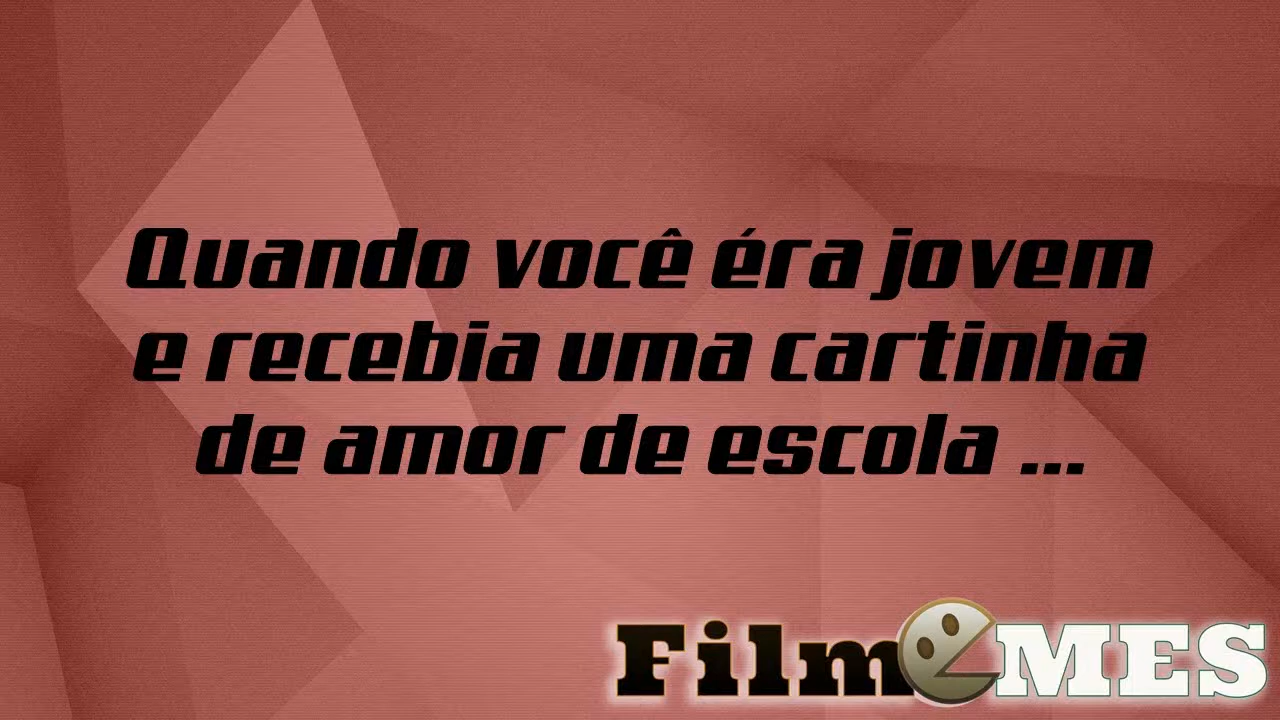 Quando você éra jovem
e recebia uma cartinha
de amor de escola ...
FilmeMES